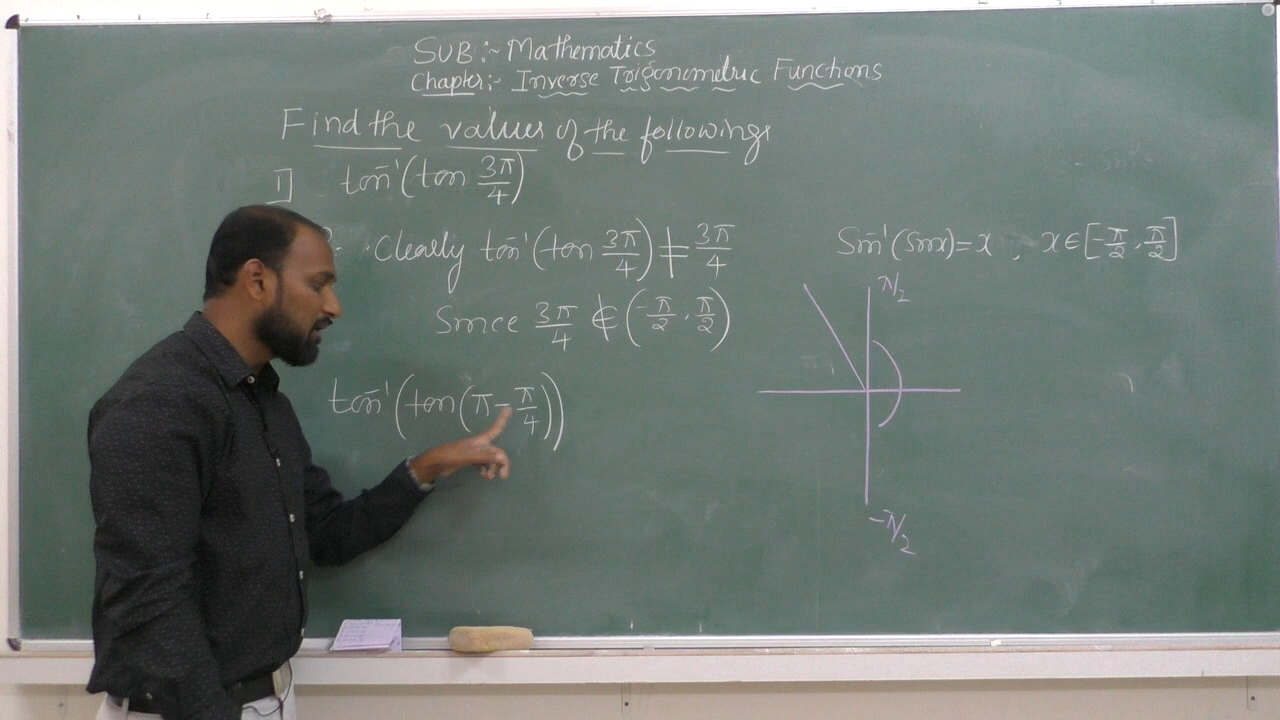 SUB:- Mathematics
Chapter:- Inverse Trigonometric Functions
Find the values of the followings
1] tan⁻¹(tan 3π/4)
Clearly tan⁻¹(tan 3π/4) ≠ 3π/4
Since 3π/4 ∉ (-π/2, π/2)
tan⁻¹(tan(π-π/4))
Sin⁻¹(Sinx)=x , x∈[-π/2, π/2]
π/2
-π/2